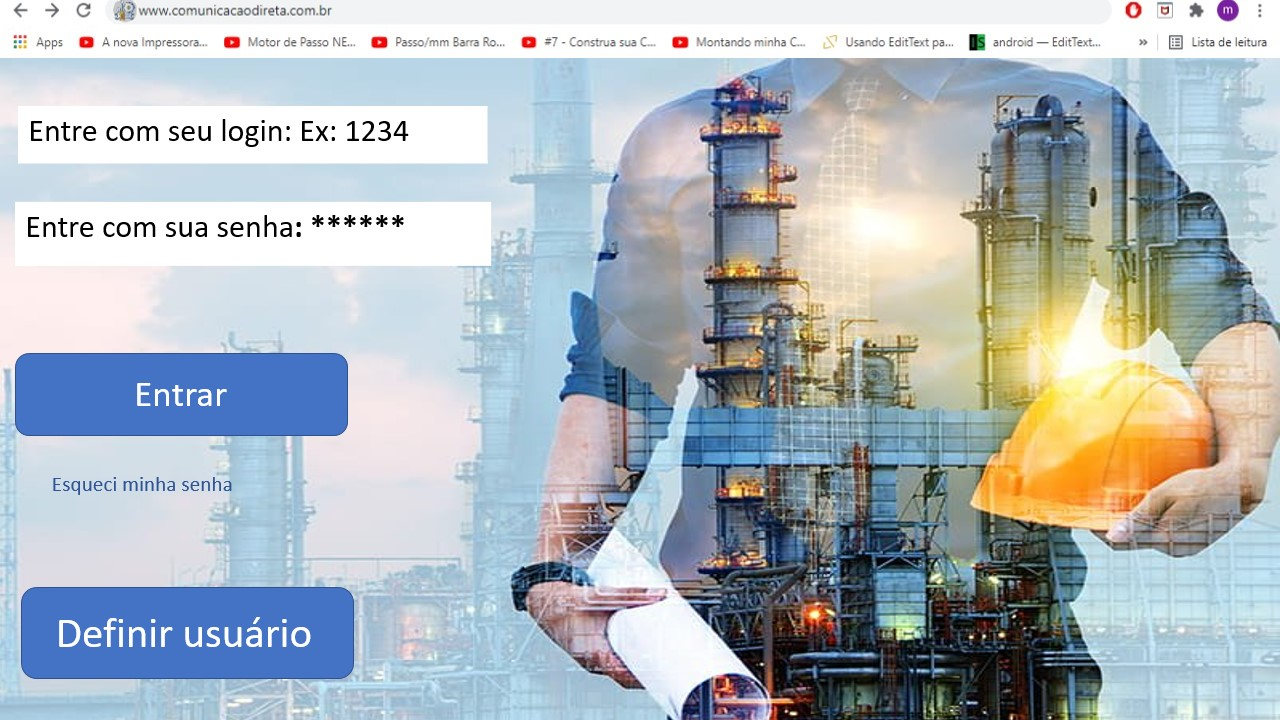 www.comunicacaodireta.com.br
m
Apps A nova Impressora... Motor de Passo NE... Passo/mm Barra Ro... #7 - Construa sua C... Montando minha C... Usando EditText pa... android — EditText... » Lista de leitura
Entre com seu login: Ex: 1234
Entre com sua senha: ******
Entrar
Esqueci minha senha
Definir usuário